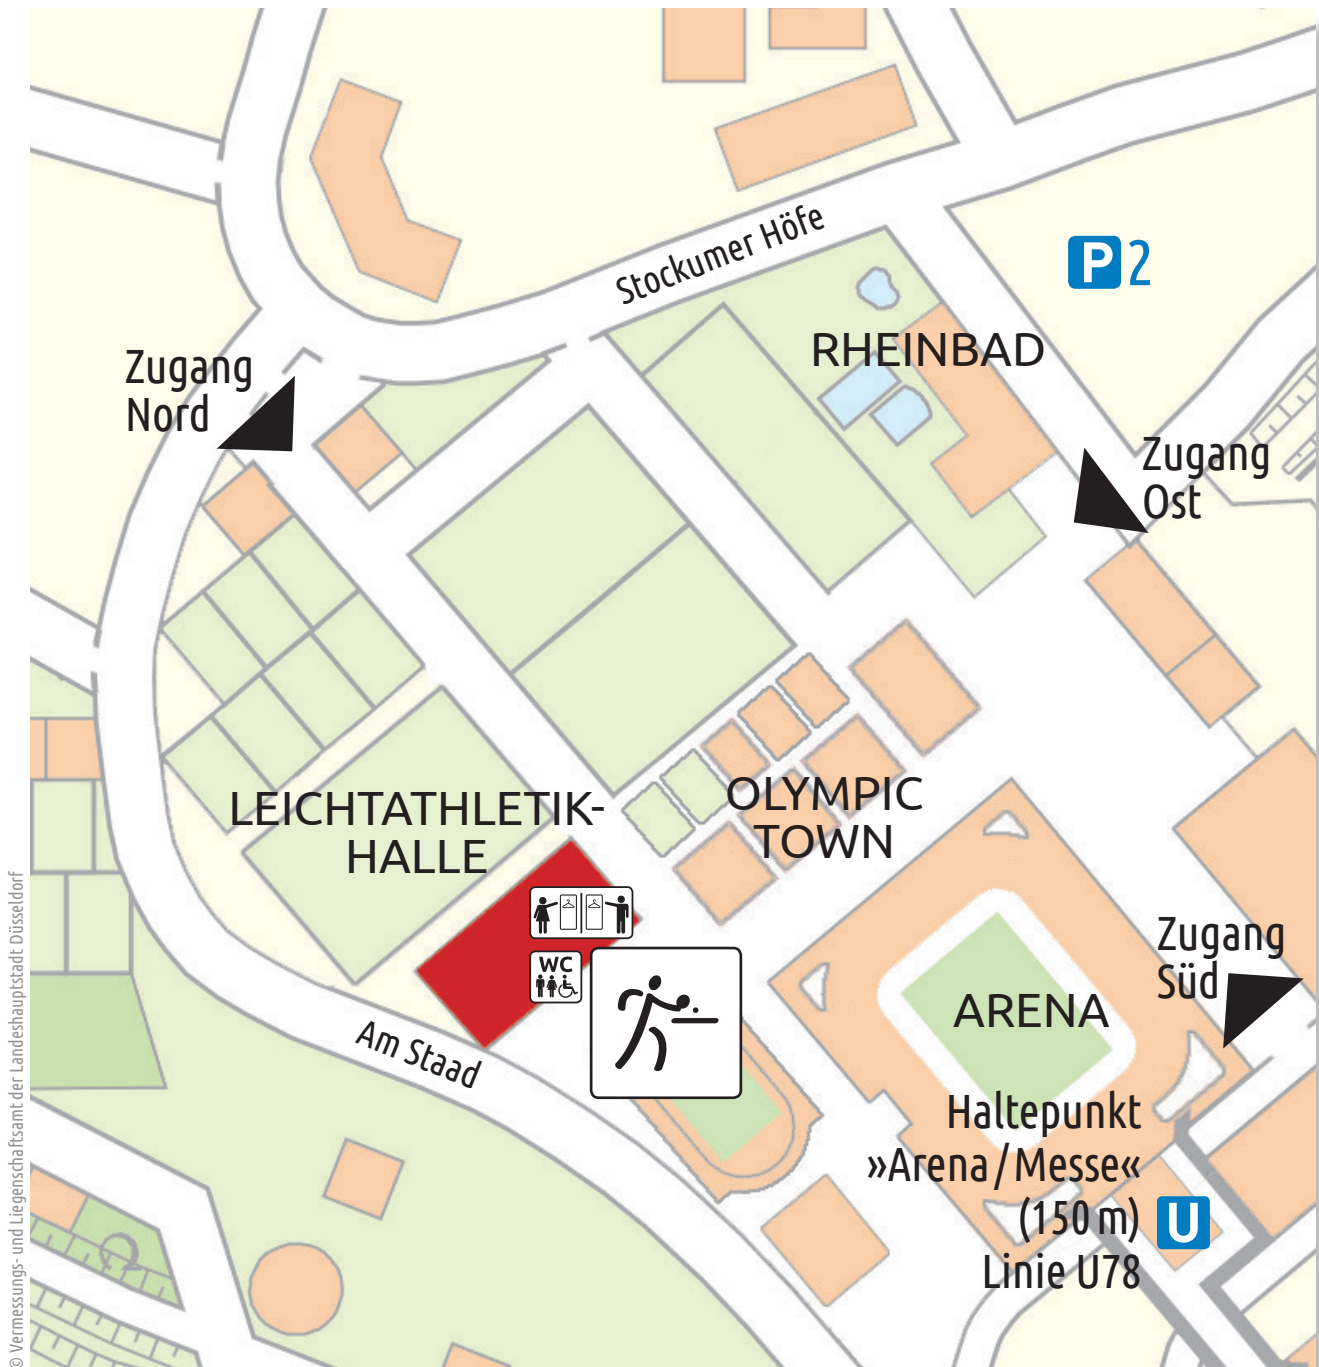 Stockumer Höfe
P 2
RHEINBAD
Zugang
Nord
Zugang
Ost
LEICHTATHLETIK-
HALLE
OLYMPIC
TOWN
WC
Zugang
Süd
ARENA
Am Staad
Haltepunkt
»Arena/Messe«
(150 m)
Linie U78
U
© Vermessungs- und Liegenschaftsamt der Landeshauptstadt Düsseldorf